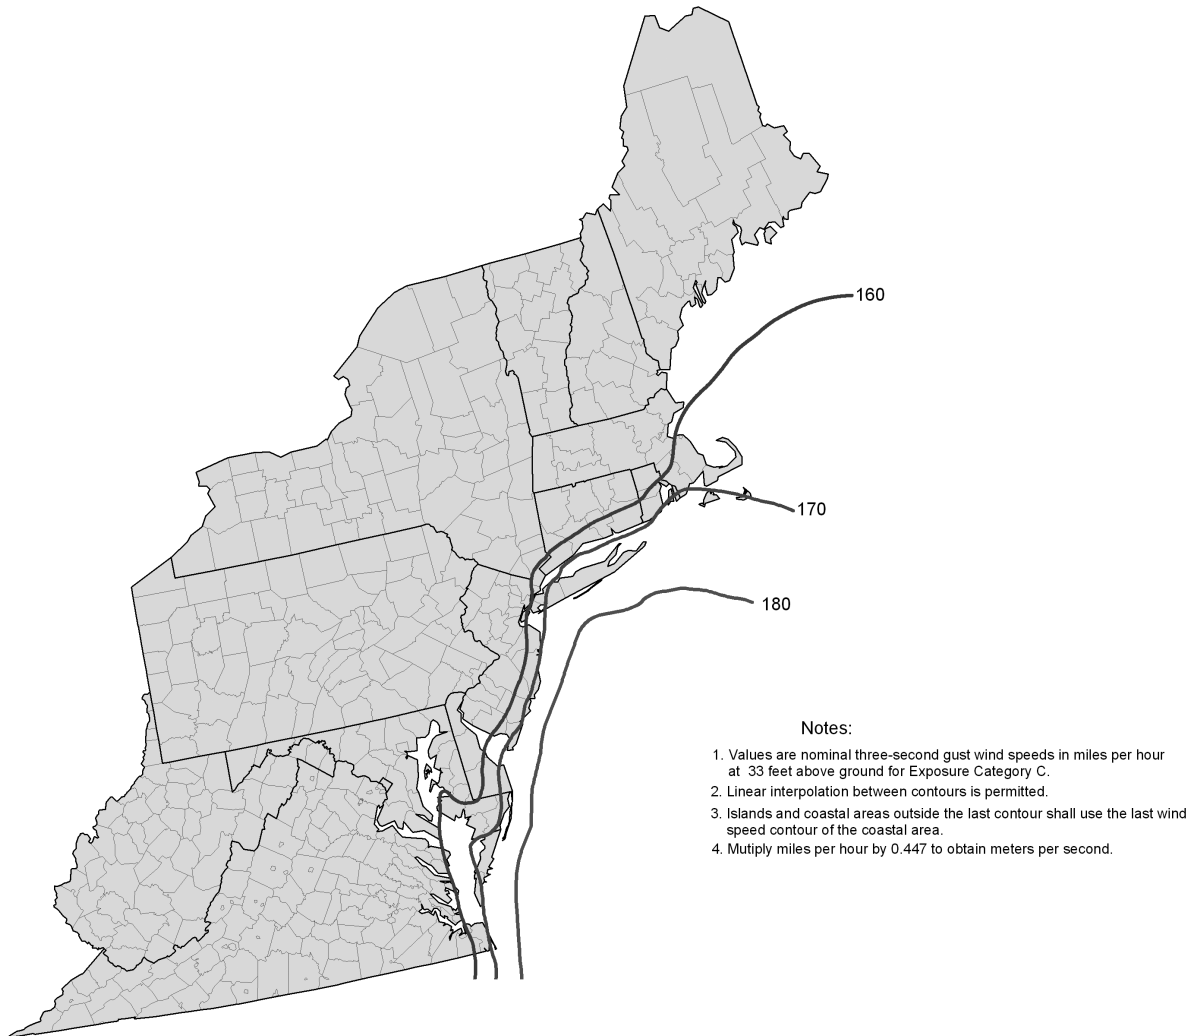 160
170
180
Notes:
1. Values are nominal three-second gust wind speeds in miles per hour
at 33 feet above ground for Exposure Category C.
2. Linear interpolation between contours is permitted.
3. Islands and coastal areas outside the last contour shall use the last wind
speed contour of the coastal area.
4. Mutiply miles per hour by 0.447 to obtain meters per second.